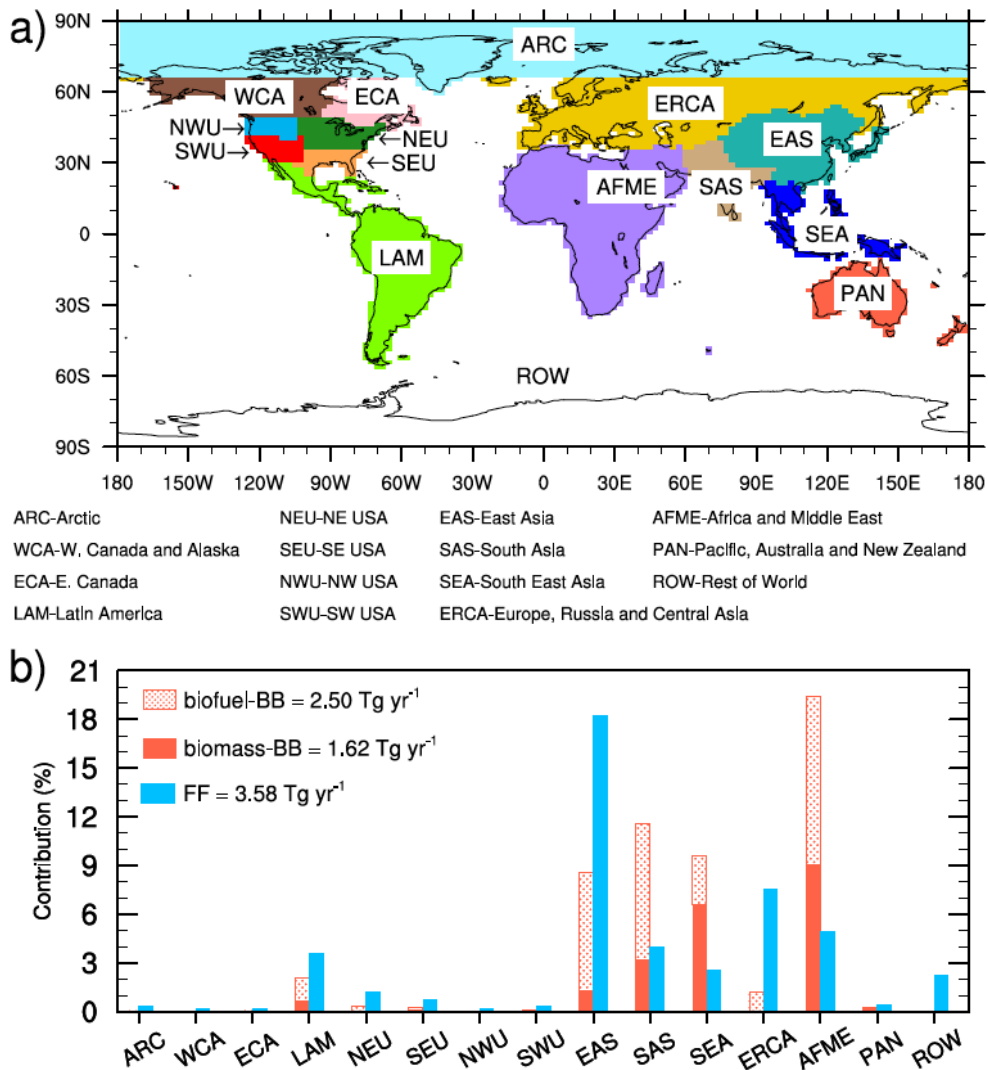 a)
90N
60N
30N
0
30S
60S
90S
ARC
WCA
ECA
ERCA
NWU
NEU
EAS
SWU
SEU
AFME
SAS
SEA
LAM
PAN
ROW
180 150W 120W 90W 60W 30W 0 30E 60E 90E 120E 150E 180
ARC-Arctic NEU-NE USA EAS-East Asia AFME-Africa and Middle East
WCA-W. Canada and Alaska SEU-SE USA SAS-South Asia PAN-Pacific, Australia and New Zealand
ECA-E. Canada NWU-NW USA SEA-South East Asia ROW-Rest of World
LAM-Latin America SWU-SW USA ERCA-Europe, Russia and Central Asia
b)
21
18
15
12
9
6
3
0
Contribution (%)
biofuel-BB = 2.50 Tg yr⁻¹
biomass-BB = 1.62 Tg yr⁻¹
FF = 3.58 Tg yr⁻¹
ARC WCA ECA LAM NEU SEU NWU SWU EAS SAS SEA ERCA AFME PAN ROW